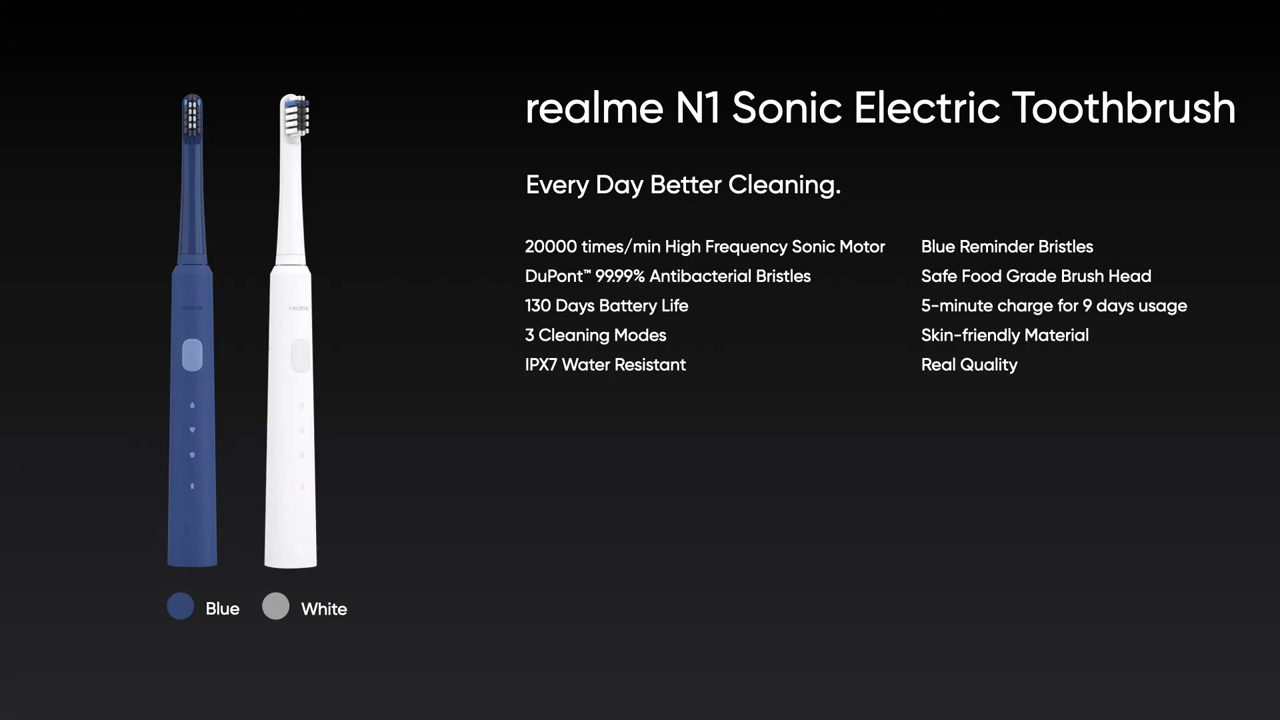 realme N1 Sonic Electric Toothbrush
Every Day Better Cleaning.
20000 times/min High Frequency Sonic Motor
DuPont™ 99.99% Antibacterial Bristles
130 Days Battery Life
3 Cleaning Modes
IPX7 Water Resistant
Blue Reminder Bristles
Safe Food Grade Brush Head
5-minute charge for 9 days usage
Skin-friendly Material
Real Quality
realme
realme
Blue
White